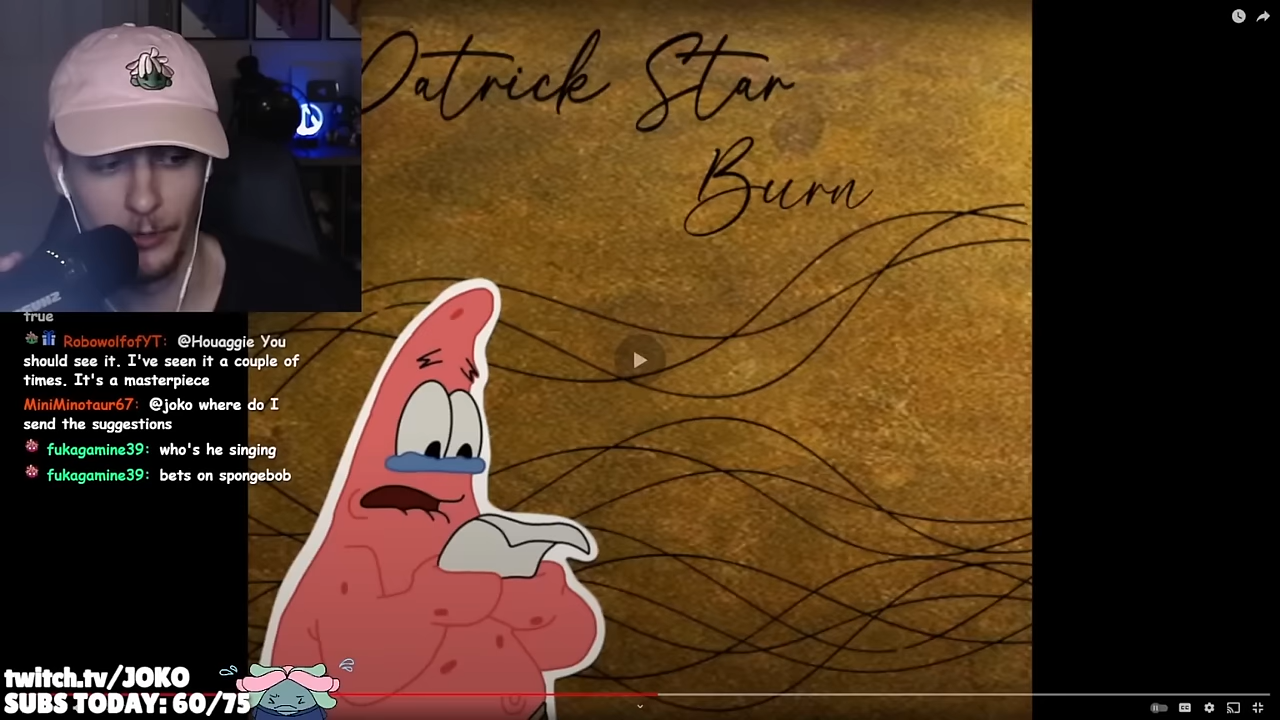 Patrick Star
Burn
true
RobowolfofYT: @Houaggie You
should see it. I've seen it a couple of
times. It's a masterpiece
MiniMinotaur67: @joko where do I
send the suggestions
fukagamine39: who's he singing
fukagamine39: bets on spongebob
twitch.tv/JOKO
SUBS TODAY: 60/75